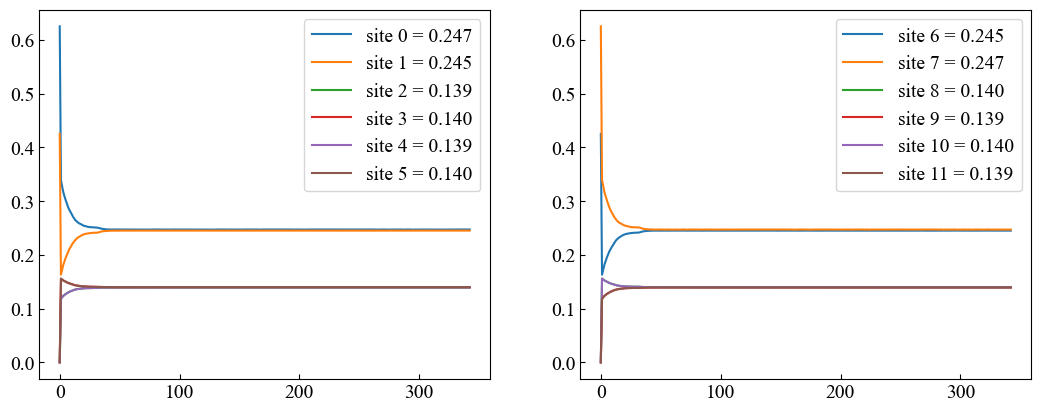 0.6
0.5
0.4
0.3
0.2
0.1
0.0
0 100 200 300
site 0 = 0.247
site 1 = 0.245
site 2 = 0.139
site 3 = 0.140
site 4 = 0.139
site 5 = 0.140
0.6
0.5
0.4
0.3
0.2
0.1
0.0
0 100 200 300
site 6 = 0.245
site 7 = 0.247
site 8 = 0.140
site 9 = 0.139
site 10 = 0.140
site 11 = 0.139